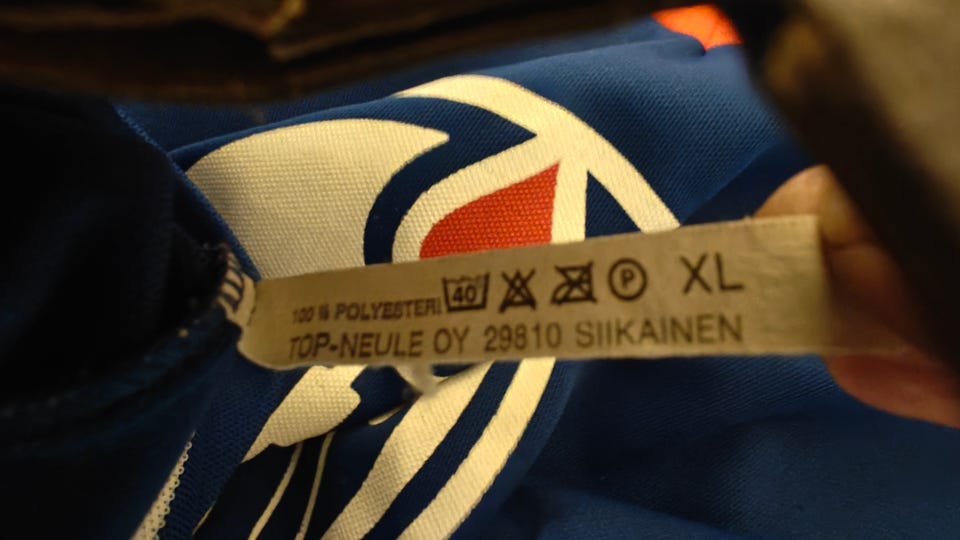 100 % POLYESTERI 40° P XL
TOP-NEULE OY 29810 SIIKAINEN